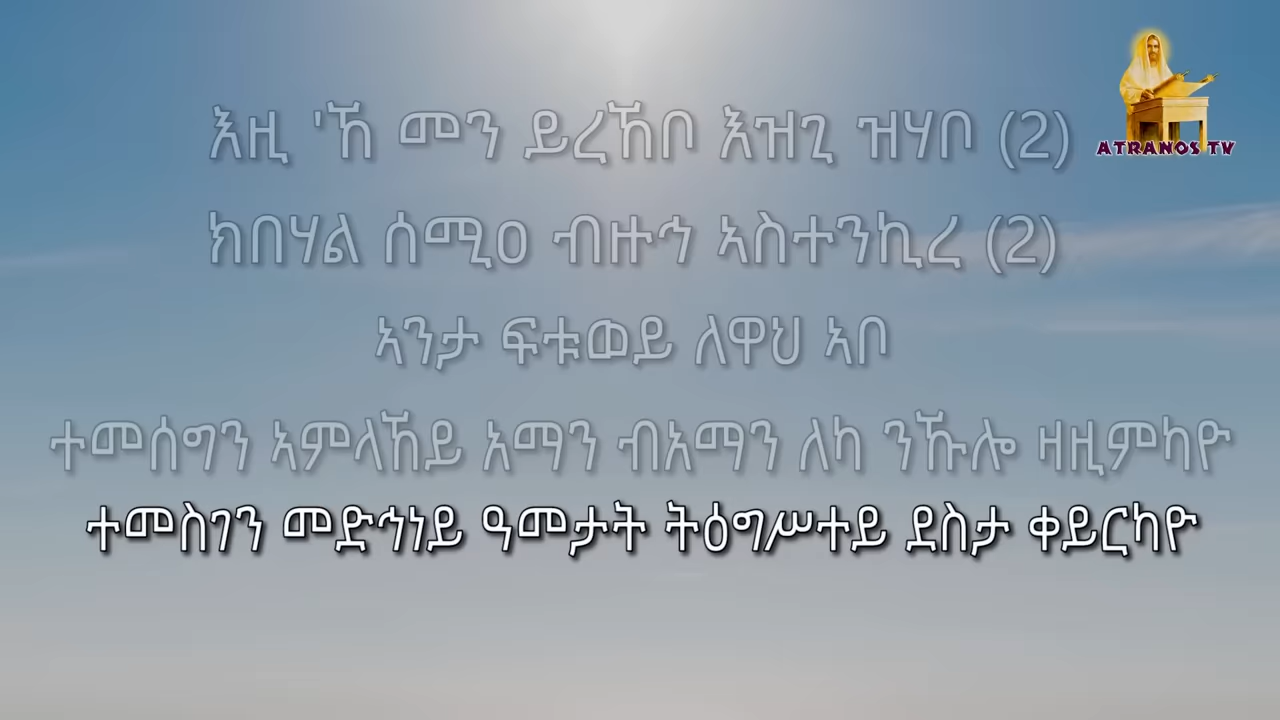 እዚ 'ኸ መን ይረኸቦ እዝጊ ዝሃቦ (2)
ክበሃል ሰሚዐ ብዙኅ ኣስተንኪረ (2)
ኣንታ ፍቱወይ ለዋህ ኣቦ
ተመሰግን ኣምላኸይ አማን ብአማን ለካ ንኹሎ ዛዚምካዮ
ተመስገን መድኅነይ ዓመታት ትዕግሥተይ ደስታ ቀይርካዮ
ATRANOS TV